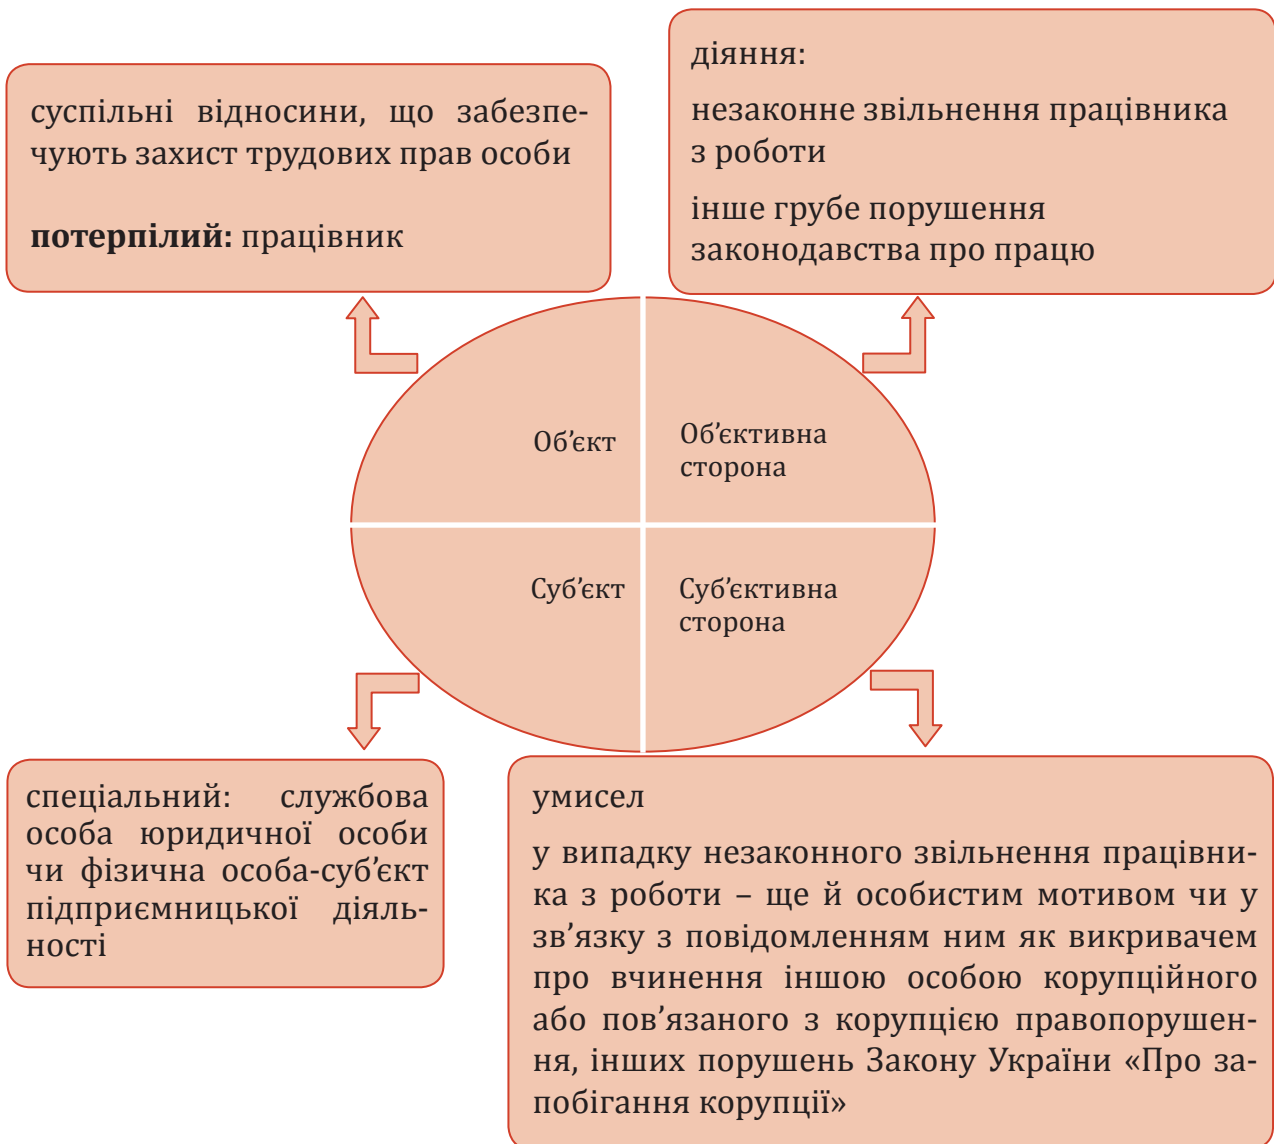 суспільні відносини, що забезпе-
чують захист трудових прав особи
потерпілий: працівник
діяння:
незаконне звільнення працівника
з роботи
інше грубе порушення
законодавства про працю
Об’єкт
Об’єктивна
сторона
Суб’єкт
Суб’єктивна
сторона
спеціальний: службова
особа юридичної особи
чи фізична особа-суб’єкт
підприємницької діяль-
ності
умисел
у випадку незаконного звільнення працівни-
ка з роботи – ще й особистим мотивом чи у
зв’язку з повідомленням ним як викривачем
про вчинення іншою особою корупційного
або пов’язаного з корупцією правопорушен-
ня, інших порушень Закону України «Про за-
побігання корупції»